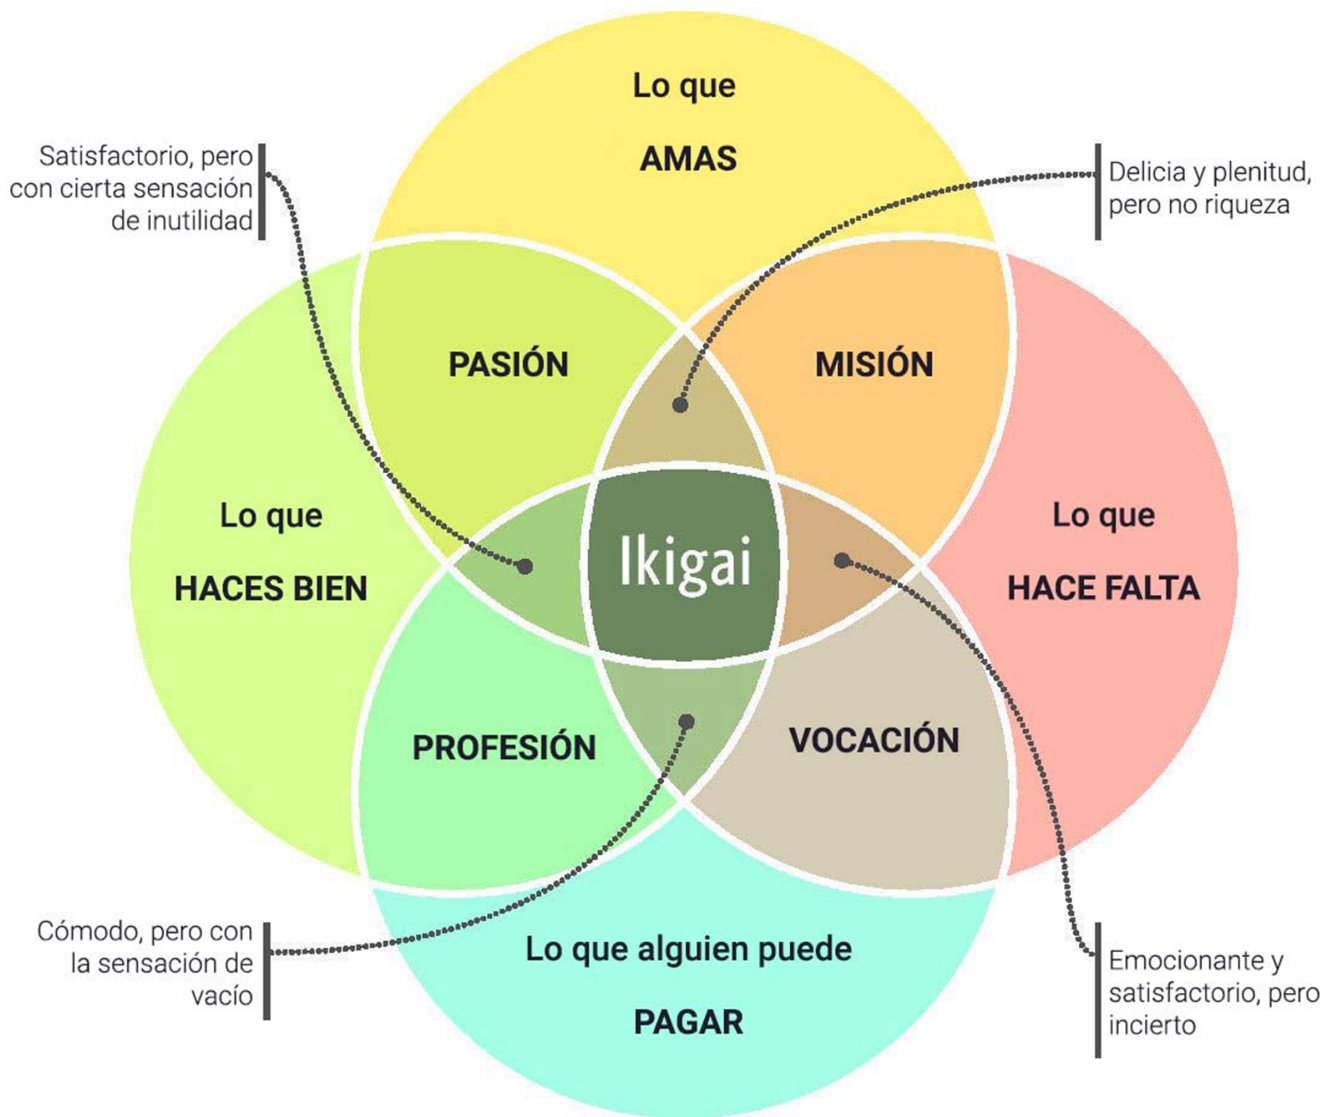 Lo que
AMAS
Satisfactorio, pero
con cierta sensación
de inutilidad
Delicia y plenitud,
pero no riqueza
PASIÓN
MISIÓN
Lo que
HACES BIEN
Ikigai
Lo que
HACE FALTA
PROFESIÓN
VOCACIÓN
Cómodo, pero con
la sensación de
vacío
Lo que alguien puede
PAGAR
Emocionante y
satisfactorio, pero
incierto